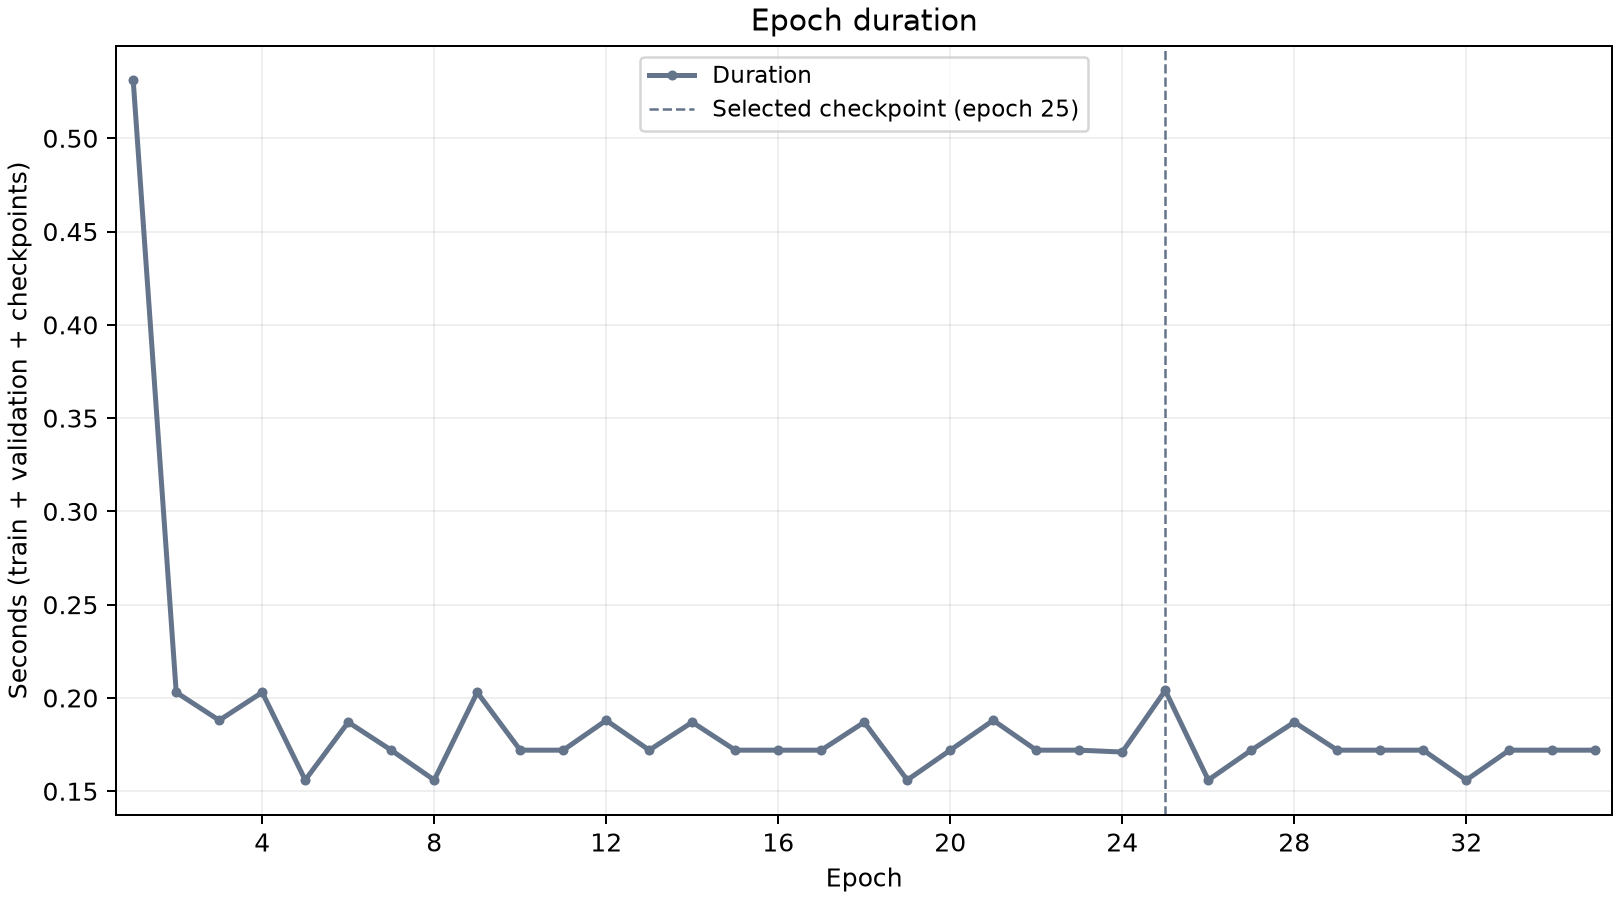 Epoch duration
Duration
Selected checkpoint (epoch 25)
Seconds (train + validation + checkpoints)
0.50
0.45
0.40
0.35
0.30
0.25
0.20
0.15
4 8 12 16 20 24 28 32
Epoch